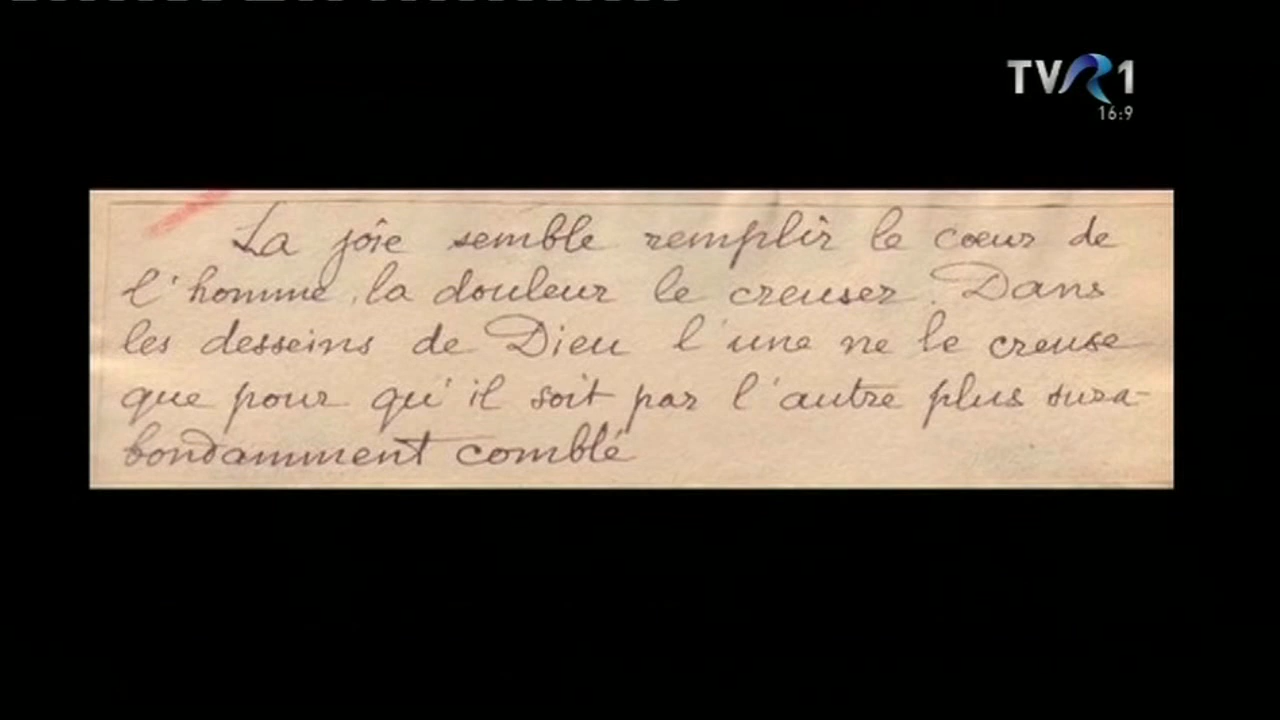 TVR1
16:9
La joie semble remplir le cœur de
l'homme, la douleur le creuser. Dans
les desseins de Dieu l'une ne le creuse
que pour qu'il soit par l'autre plus sura-
bondamment comblé